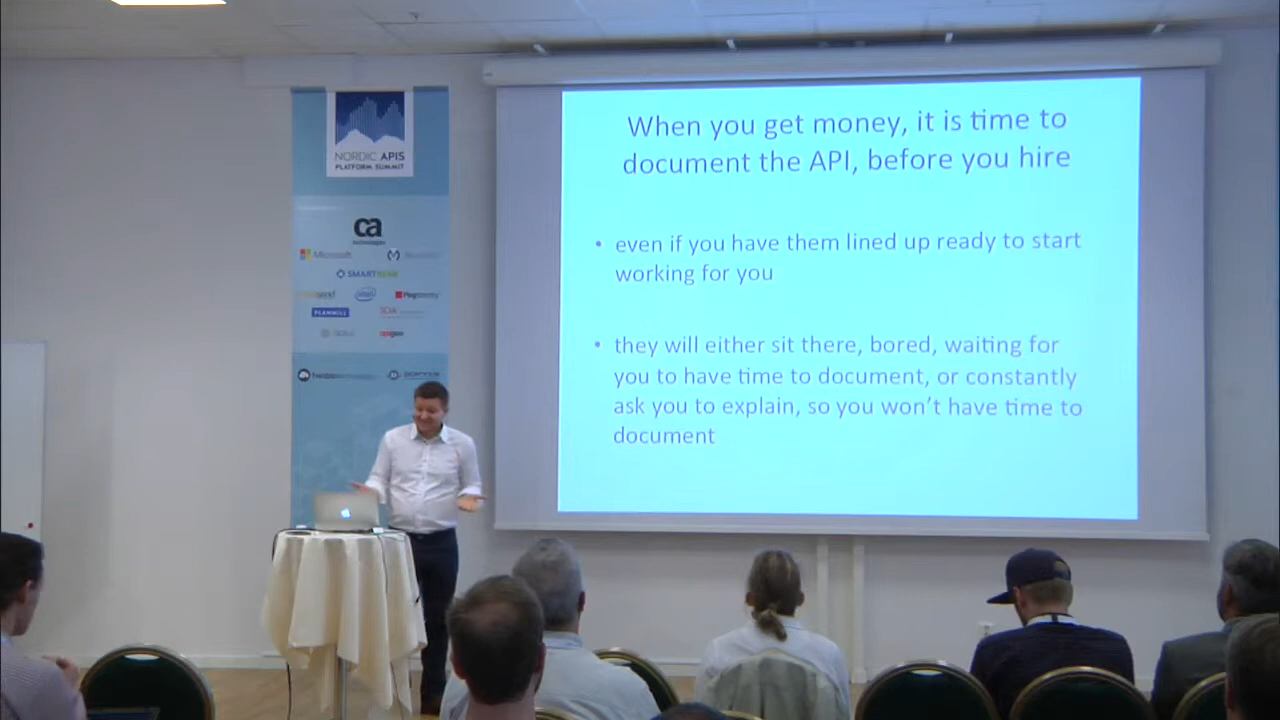 NORDIC APIS
PLATFORM SUMMIT
ca
technologies
Microsoft
SMARTBEAR
intel
PLANMILL
When you get money, it is time to
document the API, before you hire
• even if you have them lined up ready to start
working for you
• they will either sit there, bored, waiting for
you to have time to document, or constantly
ask you to explain, so you won't have time to
document